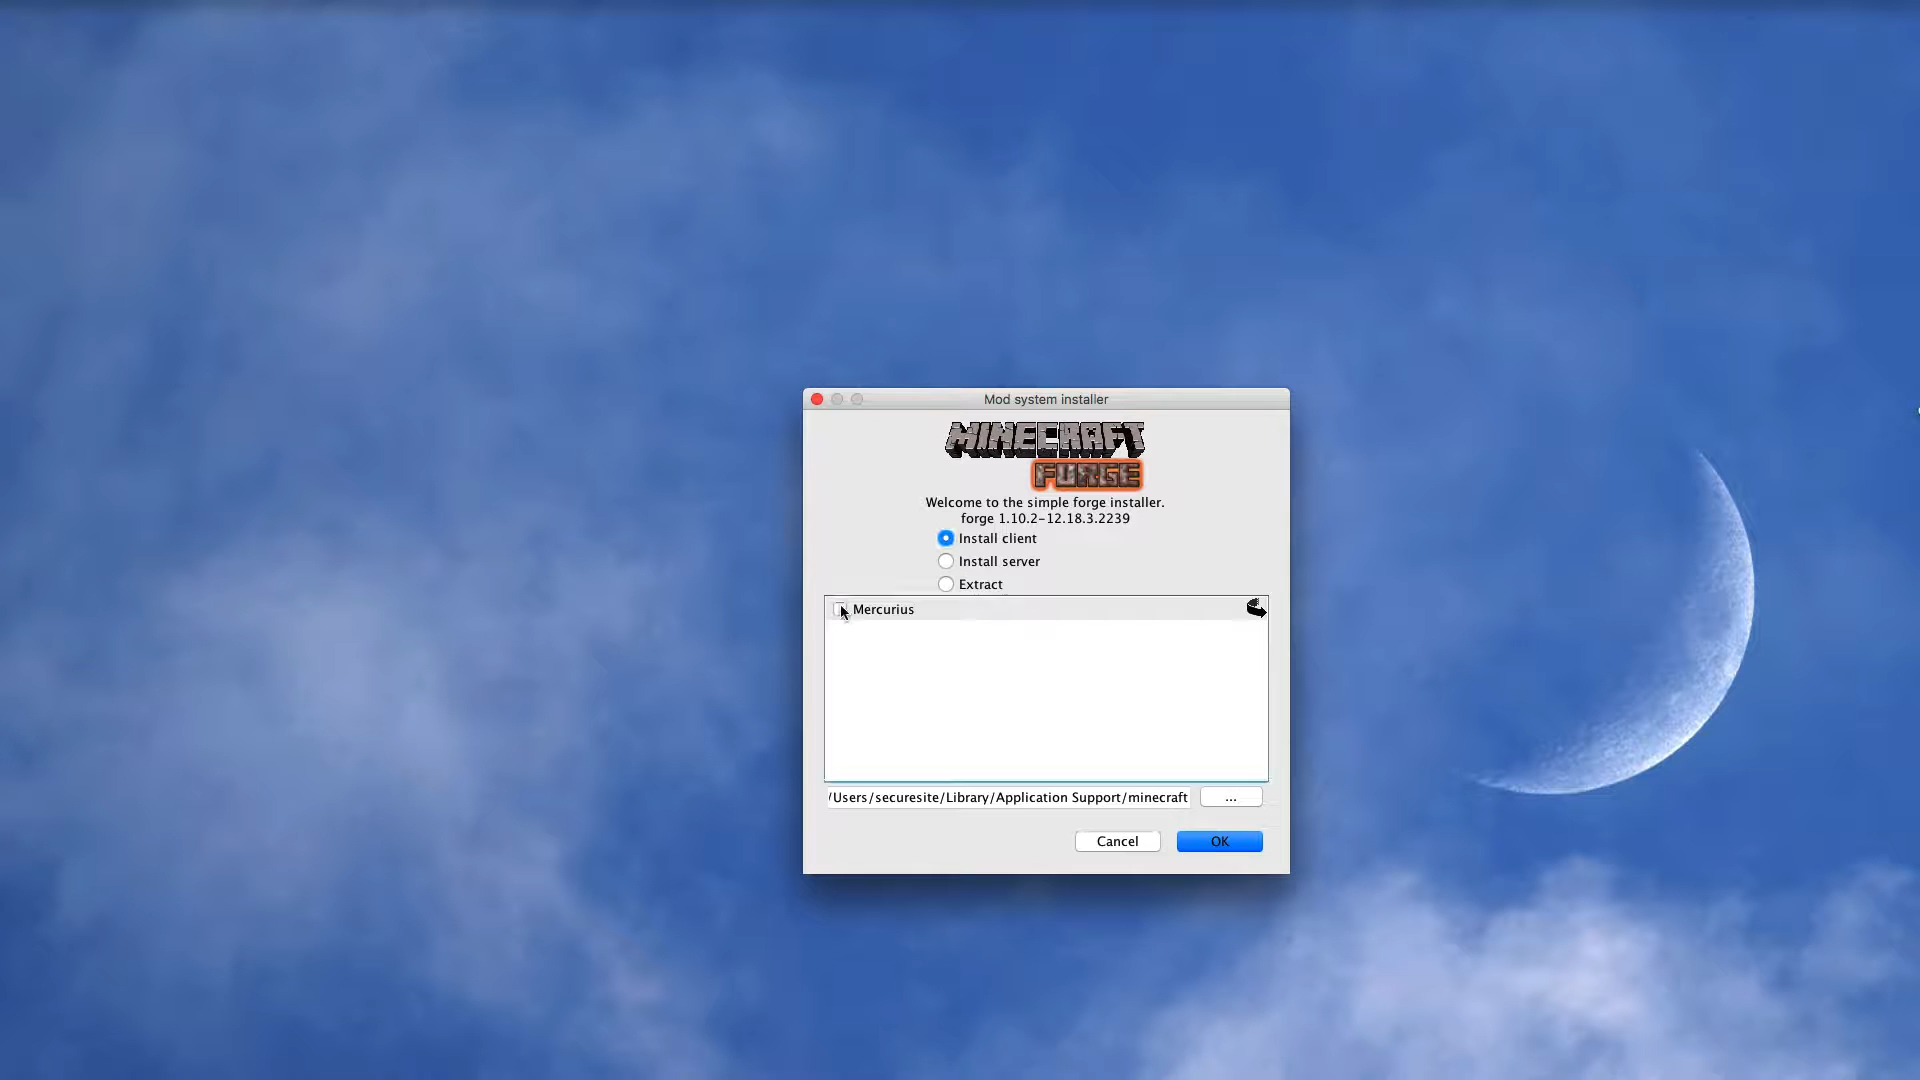 Mod system installer
MINECRAFT
FORGE
Welcome to the simple forge installer.
forge 1.10.2-12.18.3.2239
Install client
Install server
Extract
Mercurius
/Users/securesite/Library/Application Support/minecraft
...
Cancel
OK